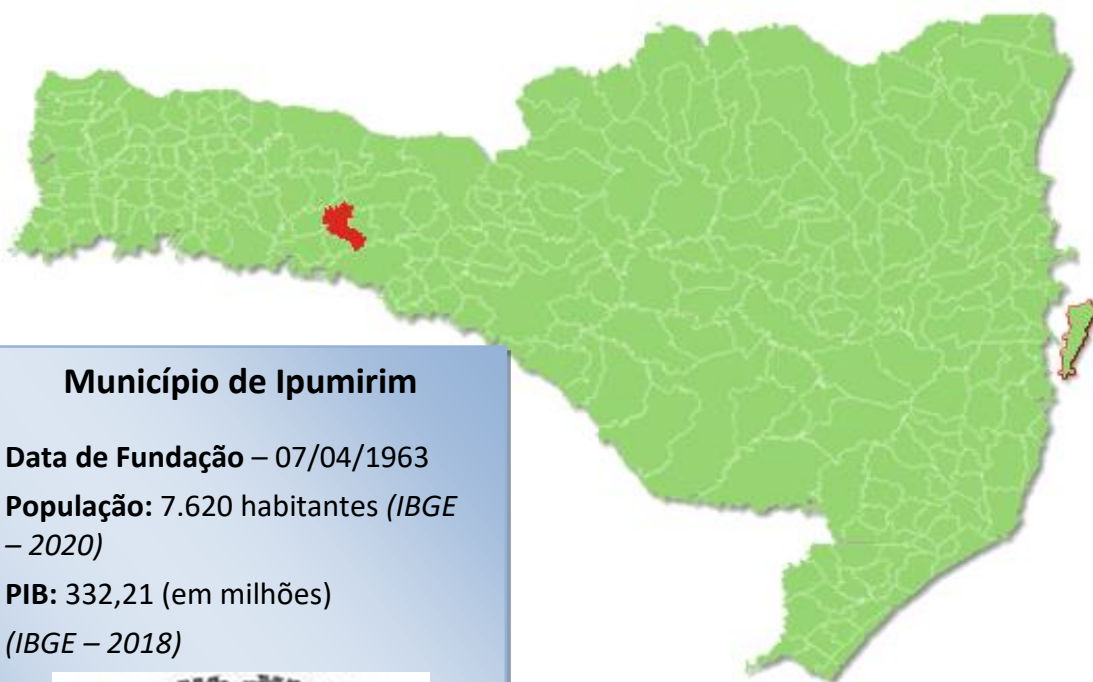 Município de Ipumirim
Data de Fundação – 07/04/1963
População: 7.620 habitantes (IBGE
– 2020)
PIB: 332,21 (em milhões)
(IBGE – 2018)